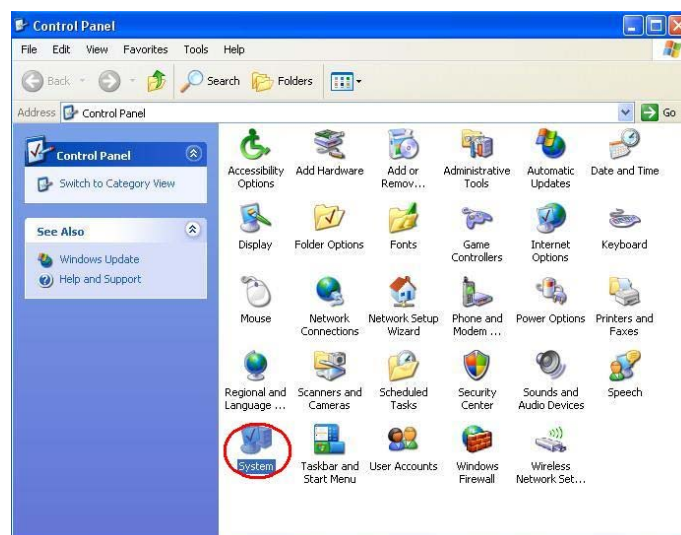 Control Panel
File Edit View Favorites Tools Help
Back Search Folders
Address Control Panel Go
Control Panel
Switch to Category View
See Also
Windows Update
Help and Support
Accessibility Options
Add Hardware
Add or Remov...
Administrative Tools
Automatic Updates
Date and Time
Display
Folder Options
Fonts
Game Controllers
Internet Options
Keyboard
Mouse
Network Connections
Network Setup Wizard
Phone and Modem ...
Power Options
Printers and Faxes
Regional and Language ...
Scanners and Cameras
Scheduled Tasks
Security Center
Sounds and Audio Devices
Speech
System
Taskbar and Start Menu
User Accounts
Windows Firewall
Wireless Network Set...